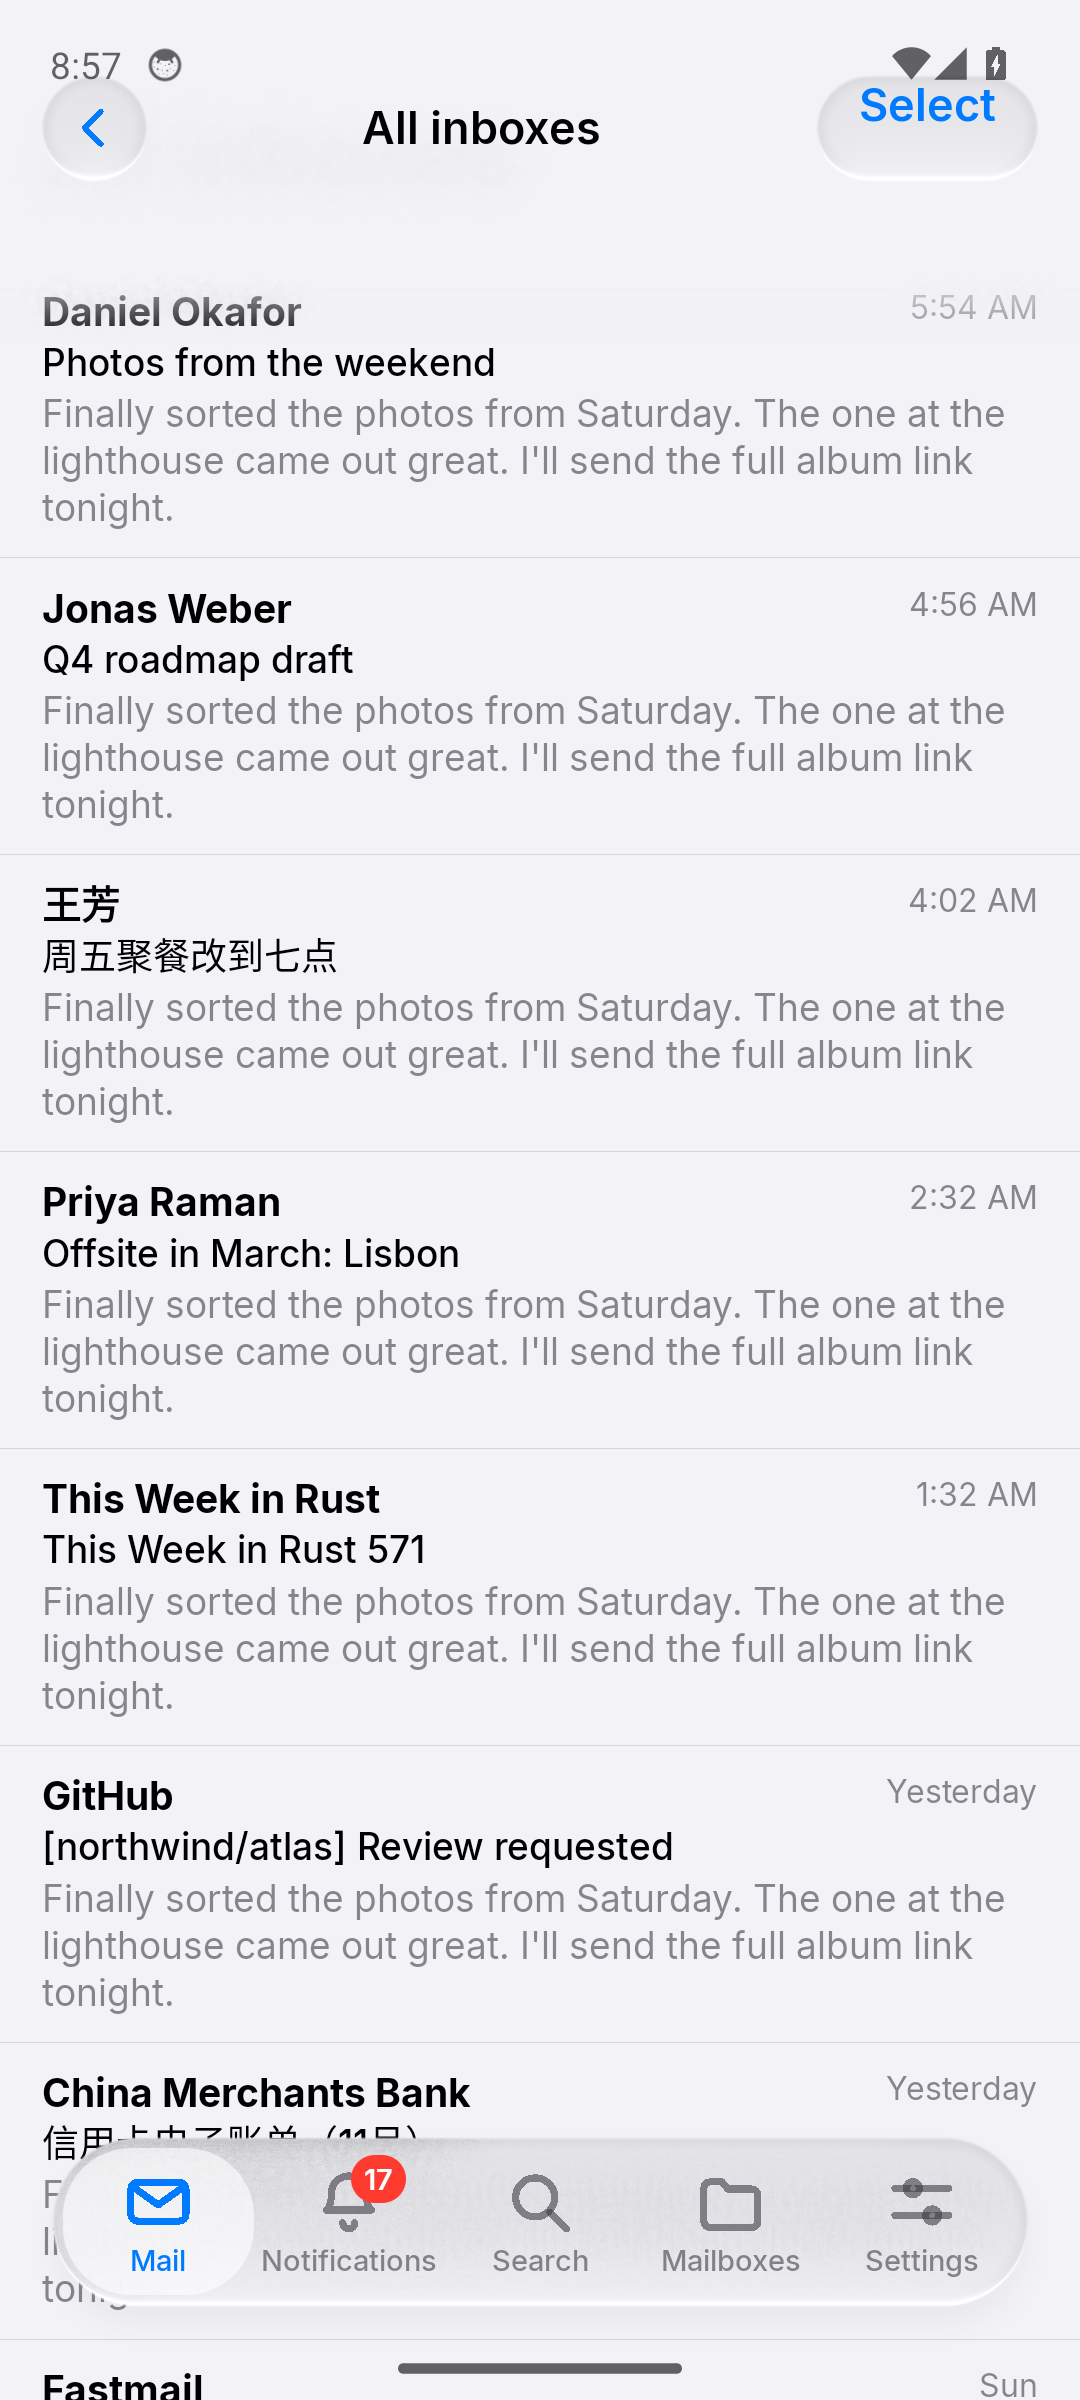 8:57
All inboxes
Select
Daniel Okafor
5:54 AM
Photos from the weekend
Finally sorted the photos from Saturday. The one at the
lighthouse came out great. I'll send the full album link
tonight.
Jonas Weber
4:56 AM
Q4 roadmap draft
Finally sorted the photos from Saturday. The one at the
lighthouse came out great. I'll send the full album link
tonight.
王芳
4:02 AM
周五聚餐改到七点
Finally sorted the photos from Saturday. The one at the
lighthouse came out great. I'll send the full album link
tonight.
Priya Raman
2:32 AM
Offsite in March: Lisbon
Finally sorted the photos from Saturday. The one at the
lighthouse came out great. I'll send the full album link
tonight.
This Week in Rust
1:32 AM
This Week in Rust 571
Finally sorted the photos from Saturday. The one at the
lighthouse came out great. I'll send the full album link
tonight.
GitHub
Yesterday
[northwind/atlas] Review requested
Finally sorted the photos from Saturday. The one at the
lighthouse came out great. I'll send the full album link
tonight.
China Merchants Bank
Yesterday
信用卡电子账单（11月）
17
Mail
Notifications
Search
Mailboxes
Settings
Fastmail
Sun